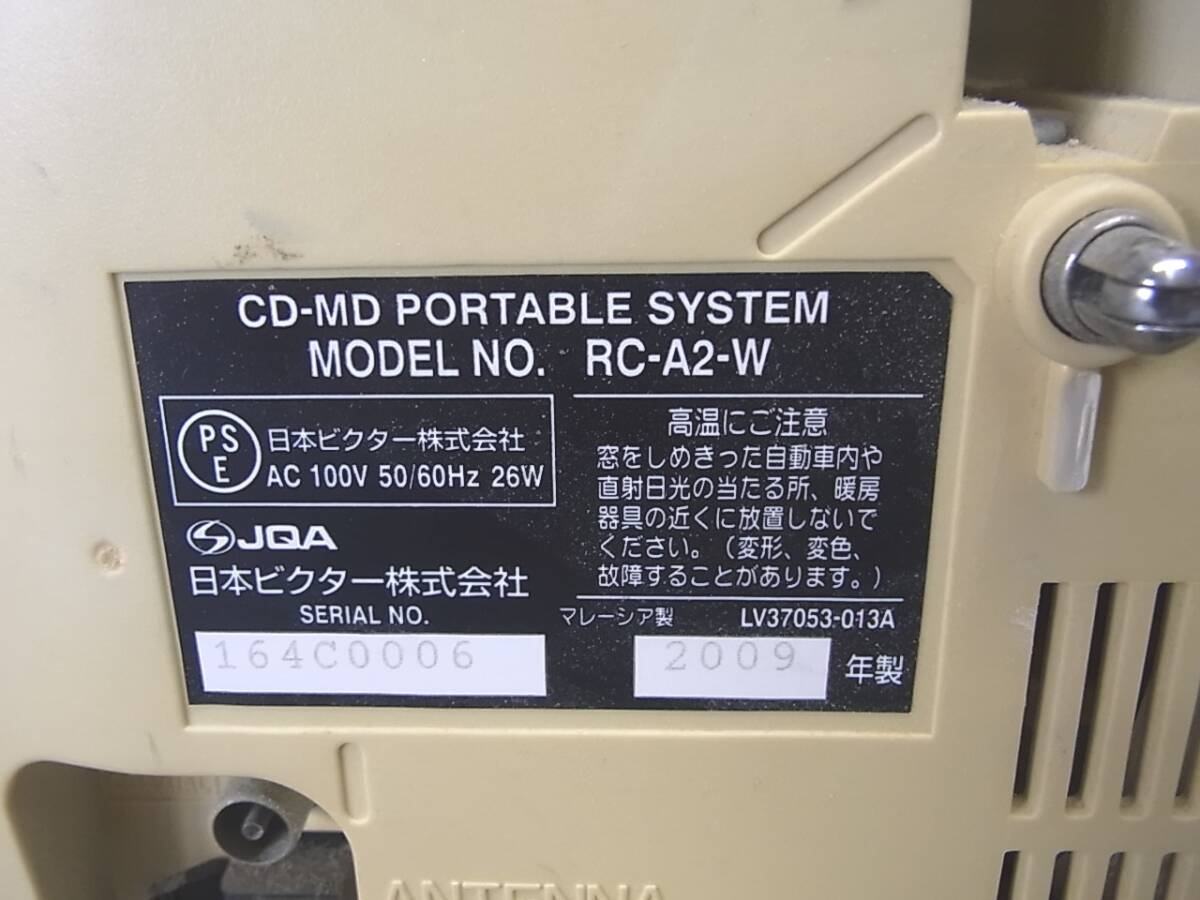 CD-MD PORTABLE SYSTEM
MODEL NO. RC-A2-W
PS
E
日本ビクター株式会社
AC 100V 50/60Hz 26W
JQA
日本ビクター株式会社
SERIAL NO.
164C0006
高温にご注意
窓をしめきった自動車内や
直射日光の当たる所、暖房
器具の近くに放置しないで
ください。(変形、変色、
故障することがあります。)
マレーシア製 LV37053-013A
2009 年製
ANTENNA